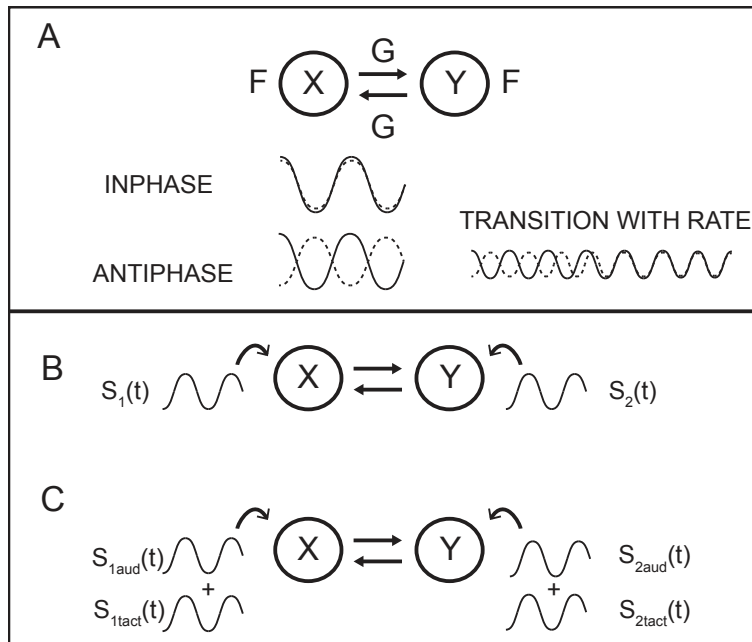 A
G
F X Y F
G
INPHASE
TRANSITION WITH RATE
ANTIPHASE
B
S1(t) X Y S2(t)
C
S1aud(t) X Y S2aud(t)
+ +
S1tact(t) S2tact(t)